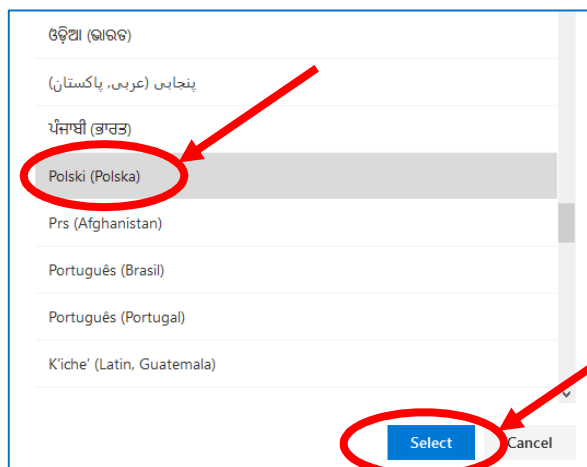 ଓଡ଼ିଆ (ଭାରତ)
پنجابی (عربی, پاکستان)
ਪੰਜਾਬੀ (ਭਾਰਤ)
Polski (Polska)
Prs (Afghanistan)
Português (Brasil)
Português (Portugal)
K'iche' (Latin, Guatemala)
Select Cancel